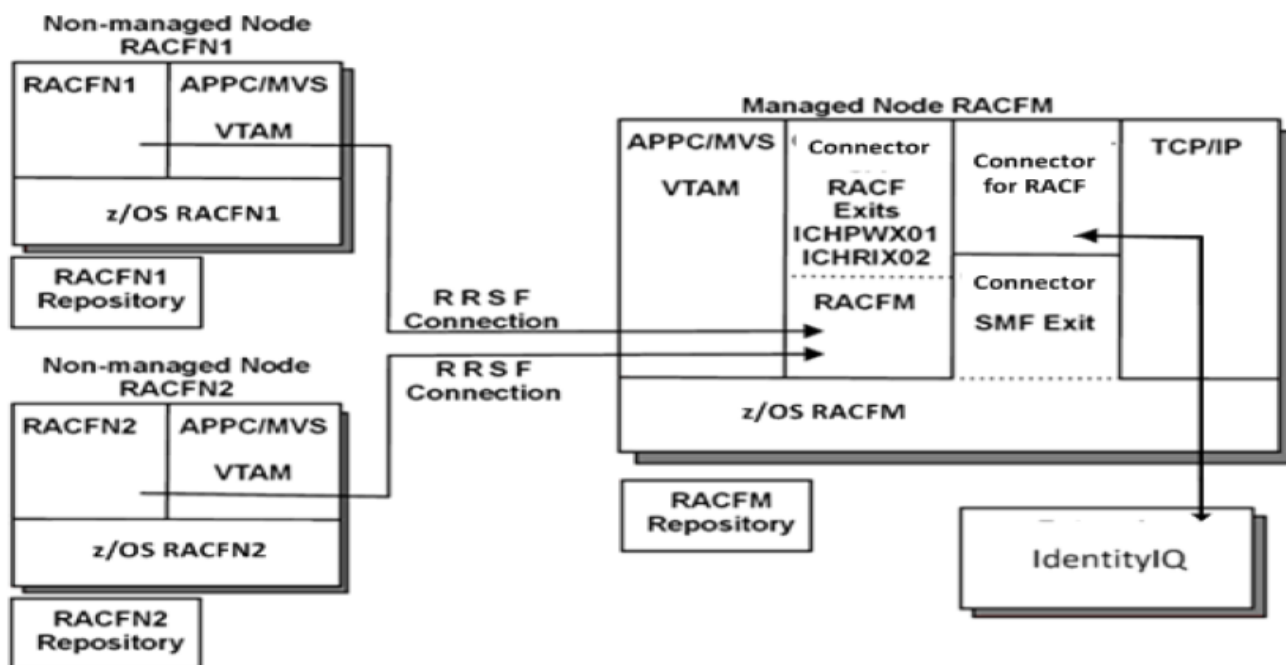 Non-managed Node
RACFN1
RACFN1
APPC/MVS
VTAM
z/OS RACFN1
RACFN1
Repository
Non-managed Node
RACFN2
RACFN2
APPC/MVS
VTAM
z/OS RACFN2
RACFN2
Repository
R R S F
Connection
R R S F
Connection
Managed Node RACFM
APPC/MVS
VTAM
Connector
RACF
Exits
ICHPWX01
ICHRIX02
RACFM
Connector
for RACF
Connector
SMF Exit
TCP/IP
z/OS RACFM
RACFM
Repository
IdentityIQ